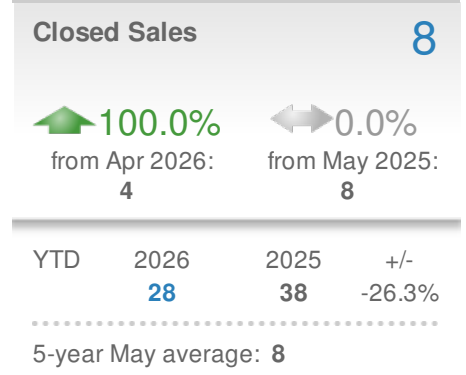 Closed Sales 8
100.0% 0.0%
from Apr 2026: from May 2025:
4 8
YTD 2026 2025 +/-
28 38 -26.3%
5-year May average: 8